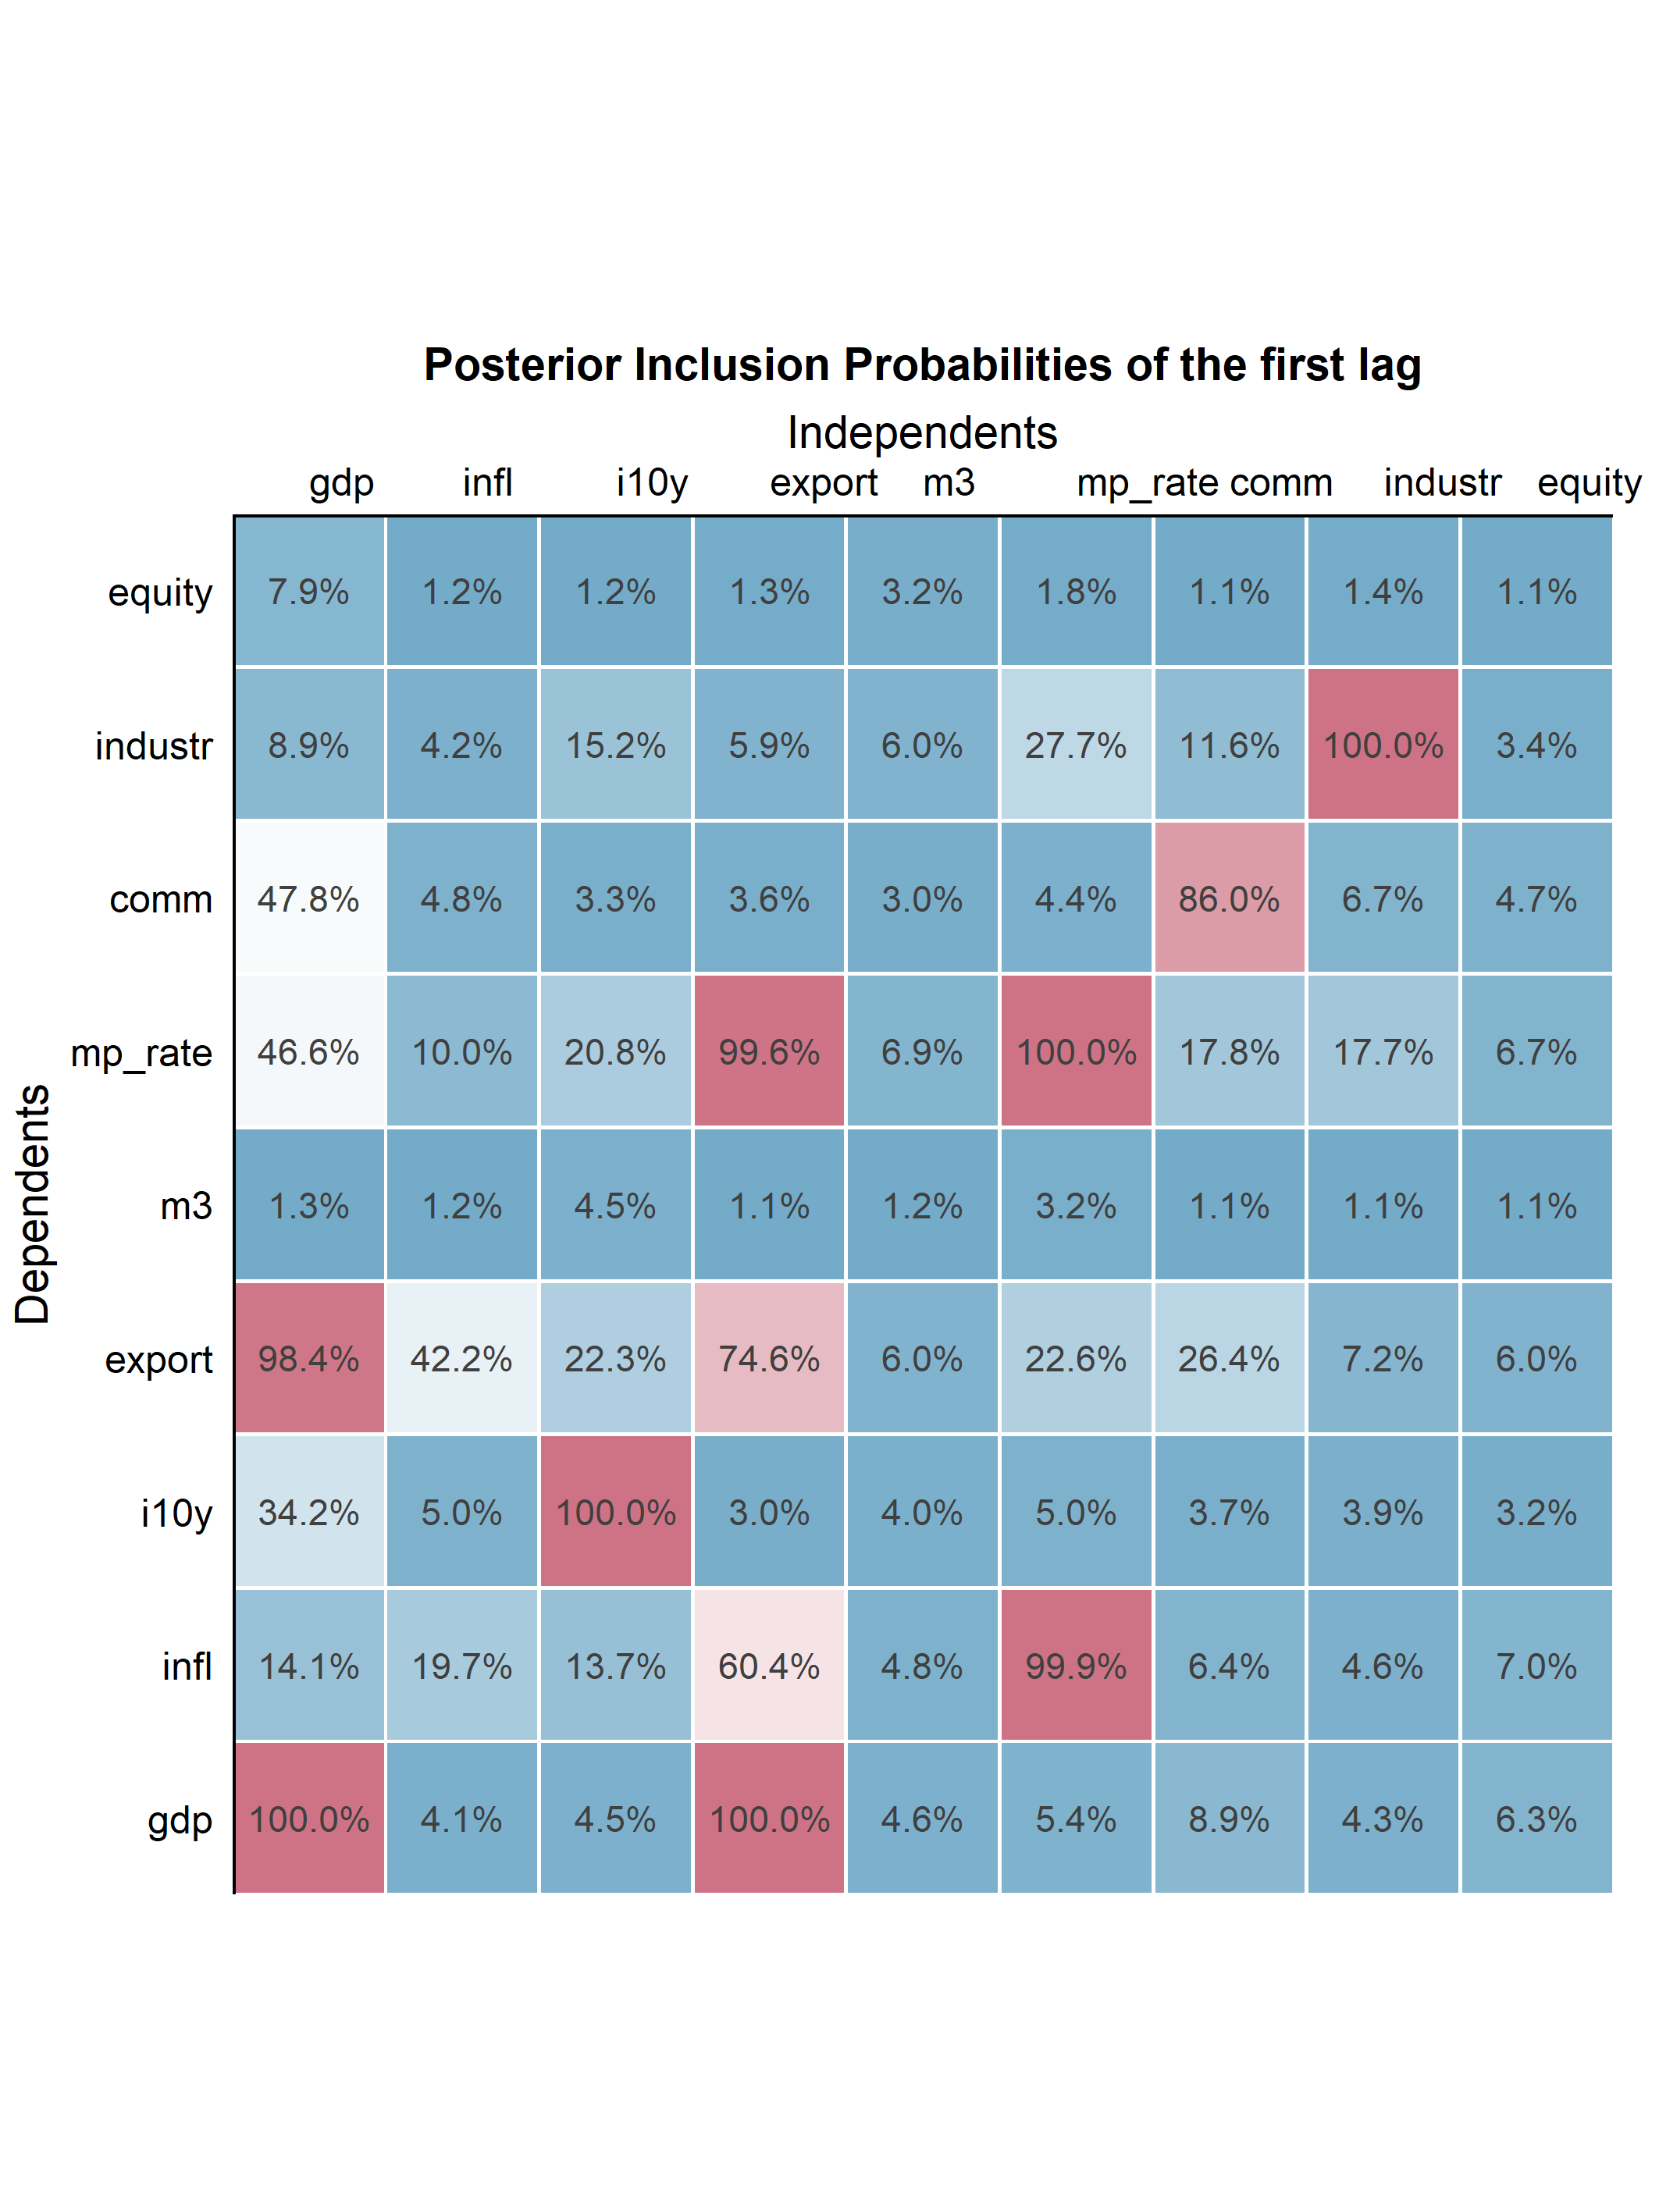 Posterior Inclusion Probabilities of the first lag
Independents
gdp infl i10y export m3 mp_rate comm industr equity
equity 7.9% 1.2% 1.2% 1.3% 3.2% 1.8% 1.1% 1.4% 1.1%
industr 8.9% 4.2% 15.2% 5.9% 6.0% 27.7% 11.6% 100.0% 3.4%
comm 47.8% 4.8% 3.3% 3.6% 3.0% 4.4% 86.0% 6.7% 4.7%
mp_rate 46.6% 10.0% 20.8% 99.6% 6.9% 100.0% 17.8% 17.7% 6.7%
Dependents
m3 1.3% 1.2% 4.5% 1.1% 1.2% 3.2% 1.1% 1.1% 1.1%
export 98.4% 42.2% 22.3% 74.6% 6.0% 22.6% 26.4% 7.2% 6.0%
i10y 34.2% 5.0% 100.0% 3.0% 4.0% 5.0% 3.7% 3.9% 3.2%
infl 14.1% 19.7% 13.7% 60.4% 4.8% 99.9% 6.4% 4.6% 7.0%
gdp 100.0% 4.1% 4.5% 100.0% 4.6% 5.4% 8.9% 4.3% 6.3%